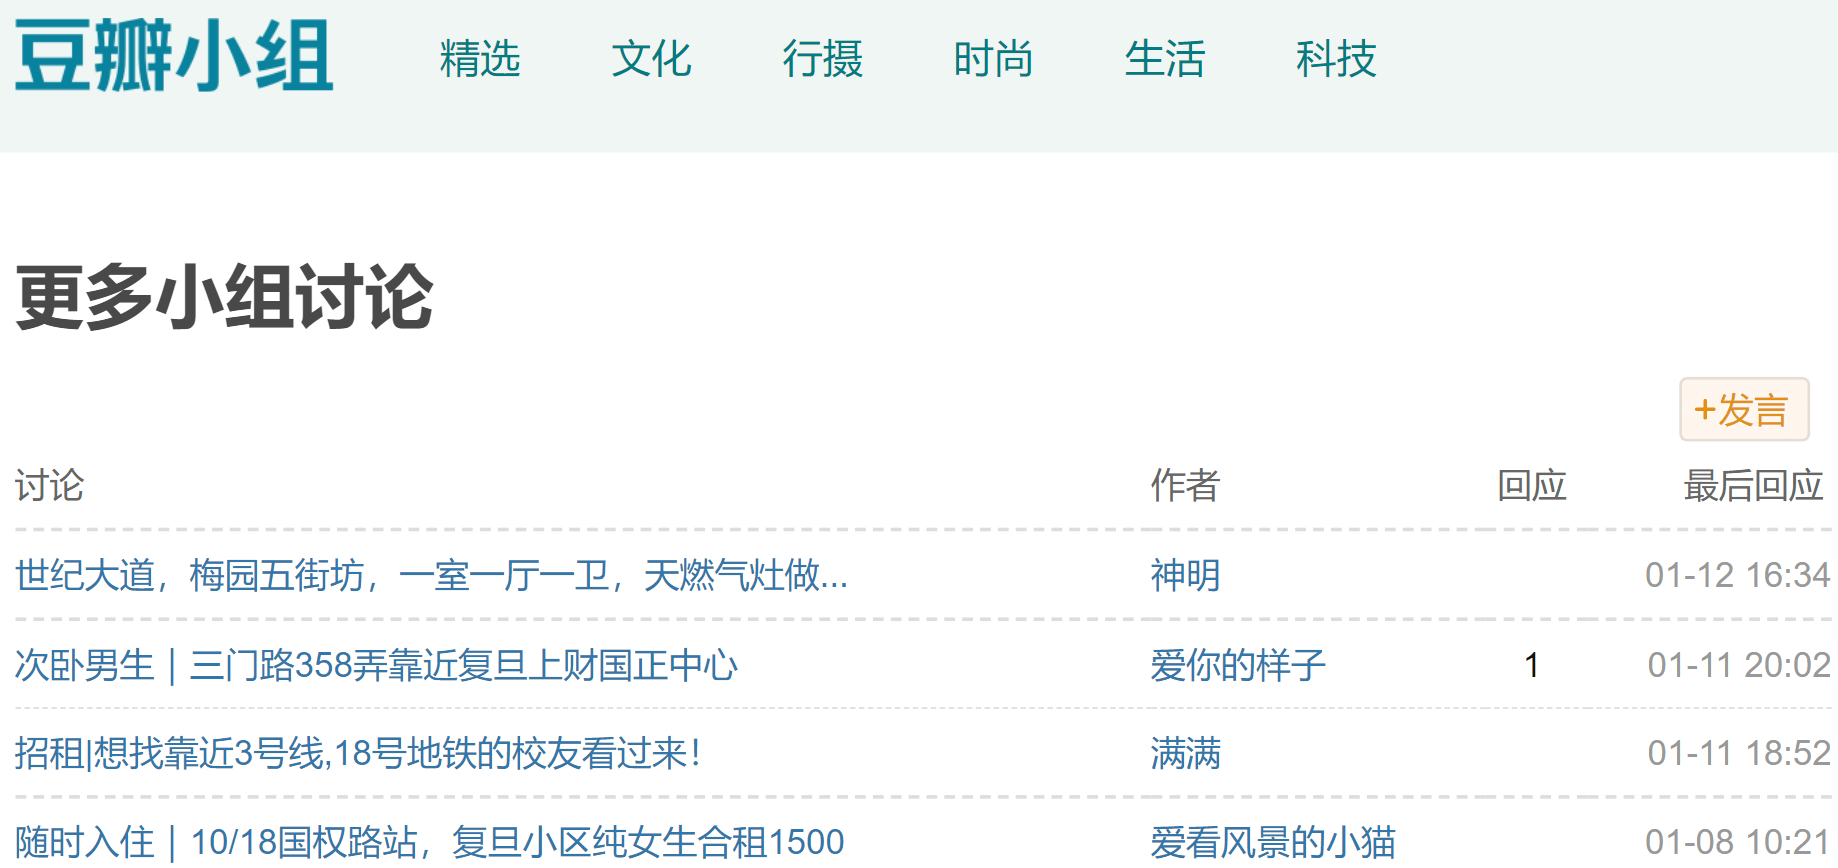 豆瓣小组 精选 文化 行摄 时尚 生活 科技
更多小组讨论
+发言
讨论 作者 回应 最后回应
世纪大道，梅园五街坊，一室一厅一卫，天燃气灶做... 神明 01-12 16:34
次卧男生｜三门路358弄靠近复旦上财国正中心 爱你的样子 1 01-11 20:02
招租|想找靠近3号线,18号地铁的校友看过来！ 满满 01-11 18:52
随时入住｜10/18国权路站，复旦小区纯女生合租1500 爱看风景的小猫 01-08 10:21